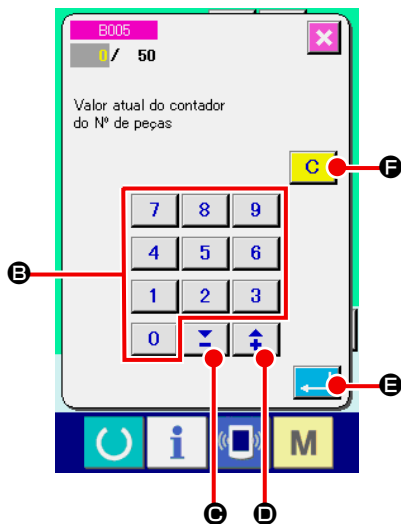 B005
0/ 50
Valor atual do contador
do Nº de peças
C
F
7 8 9
4 5 6
B
1 2 3
0 - +
E
i M
C D